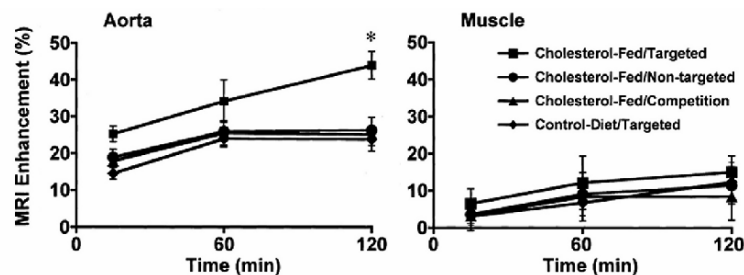 Aorta
MRI Enhancement (%)
50
40
30
20
10
0
*
0
60
120
Time (min)
Muscle
50
40
30
20
10
0
Cholesterol-Fed/Targeted
Cholesterol-Fed/Non-targeted
Cholesterol-Fed/Competition
Control-Diet/Targeted
0
60
120
Time (min)